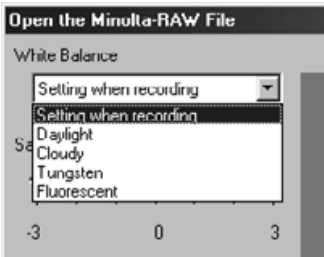 Open the Minolta-RAW File
White Balance
Setting when recording
Setting when recording
Daylight
Cloudy
Tungsten
Fluorescent
-3 0 3